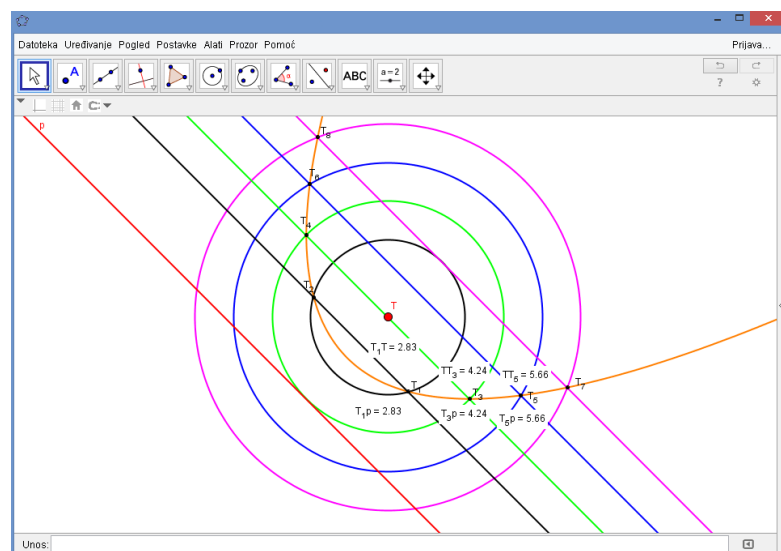 Datoteka Uređivanje Pogled Postavke Alati Prozor Pomoć Prijava...
A ABC a=2
α
?
p
T₈
T₆
T₄
T₂
T
T₁T = 2.83
TT₃ = 4.24 TT₅ = 5.66
T₇
T₁ T₃ T₅
T₁p = 2.83 T₃p = 4.24 T₅p = 5.66
Unos: